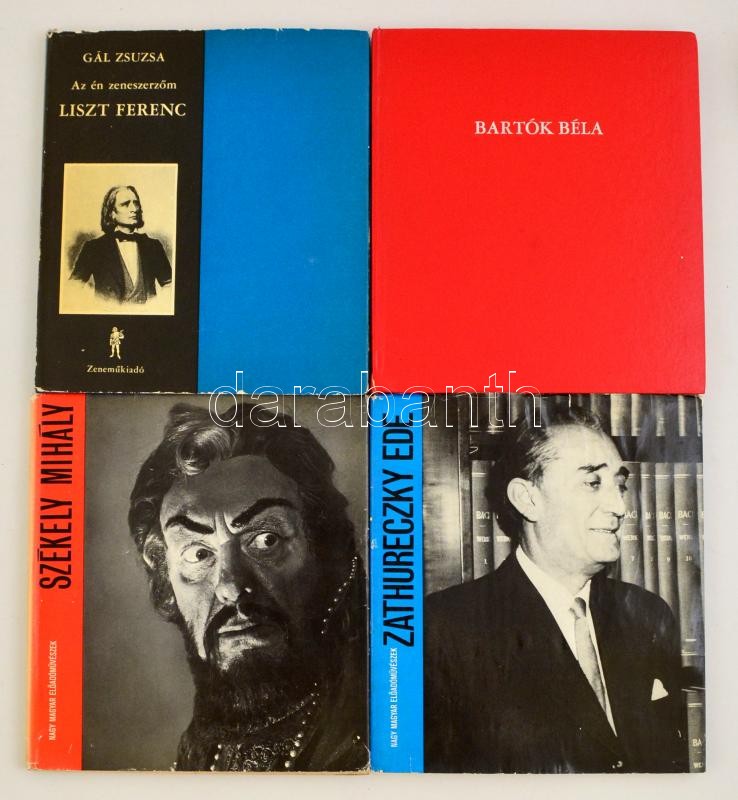 GÁL ZSUZSA
Az én zeneszerzőm
LISZT FERENC
Zeneműkiadó
BARTÓK BÉLA
darabanth
SZÉKELY MIHÁLY
NAGY MAGYAR ELŐADÓMŰVÉSZEK
ZATHURECZKY EDE
NAGY MAGYAR ELŐADÓMŰVÉSZEK